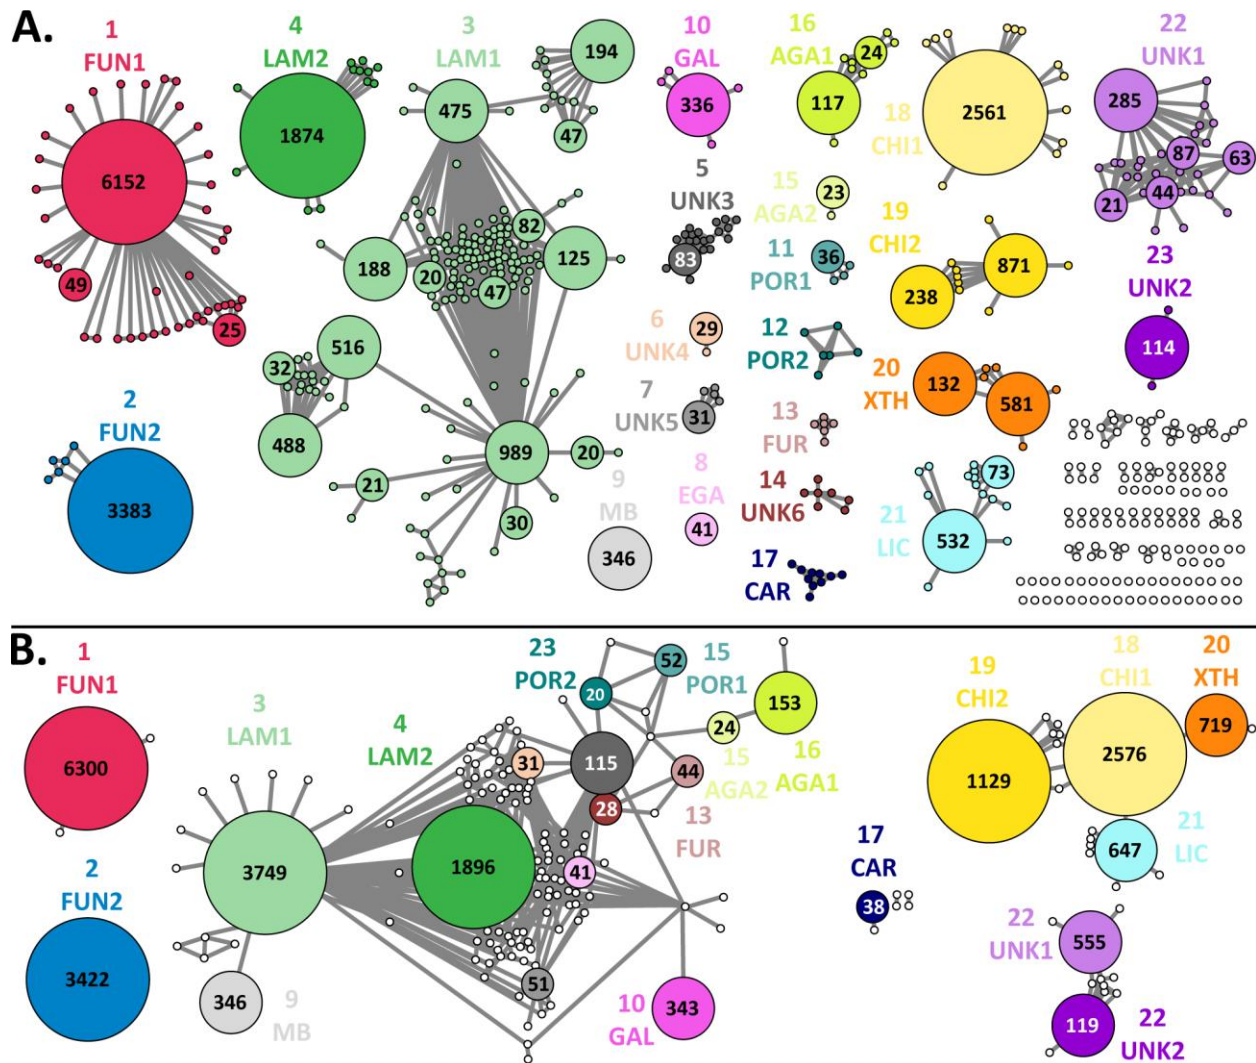 A.
1
FUN1
6152
49
25
2
FUN2
3383
4
LAM2
1874
3
LAM1
475
194
47
188
20
82
47
125
32
516
488
989
20
21
30
10
GAL
336
5
UNK3
83
6
UNK4
29
7
UNK5
31
8
EGA
41
9
MB
346
16
AGA1
24
117
15
AGA2
23
11
POR1
36
12
POR2
13
FUR
14
UNK6
17
CAR
18
CHI1
2561
19
CHI2
871
238
20
XTH
132
581
21
LIC
73
532
22
UNK1
285
87
63
21
44
23
UNK2
114
B.
1
FUN1
6300
2
FUN2
3422
3
LAM1
3749
346
9
MB
4
LAM2
1896
31
41
51
23
POR2
20
52
15
POR1
115
28
44
13
FUR
24
15
AGA2
153
16
AGA1
10
GAL
343
17
CAR
38
19
CHI2
1129
18
CHI1
2576
20
XTH
719
21
LIC
647
22
UNK1
555
22
UNK2
119